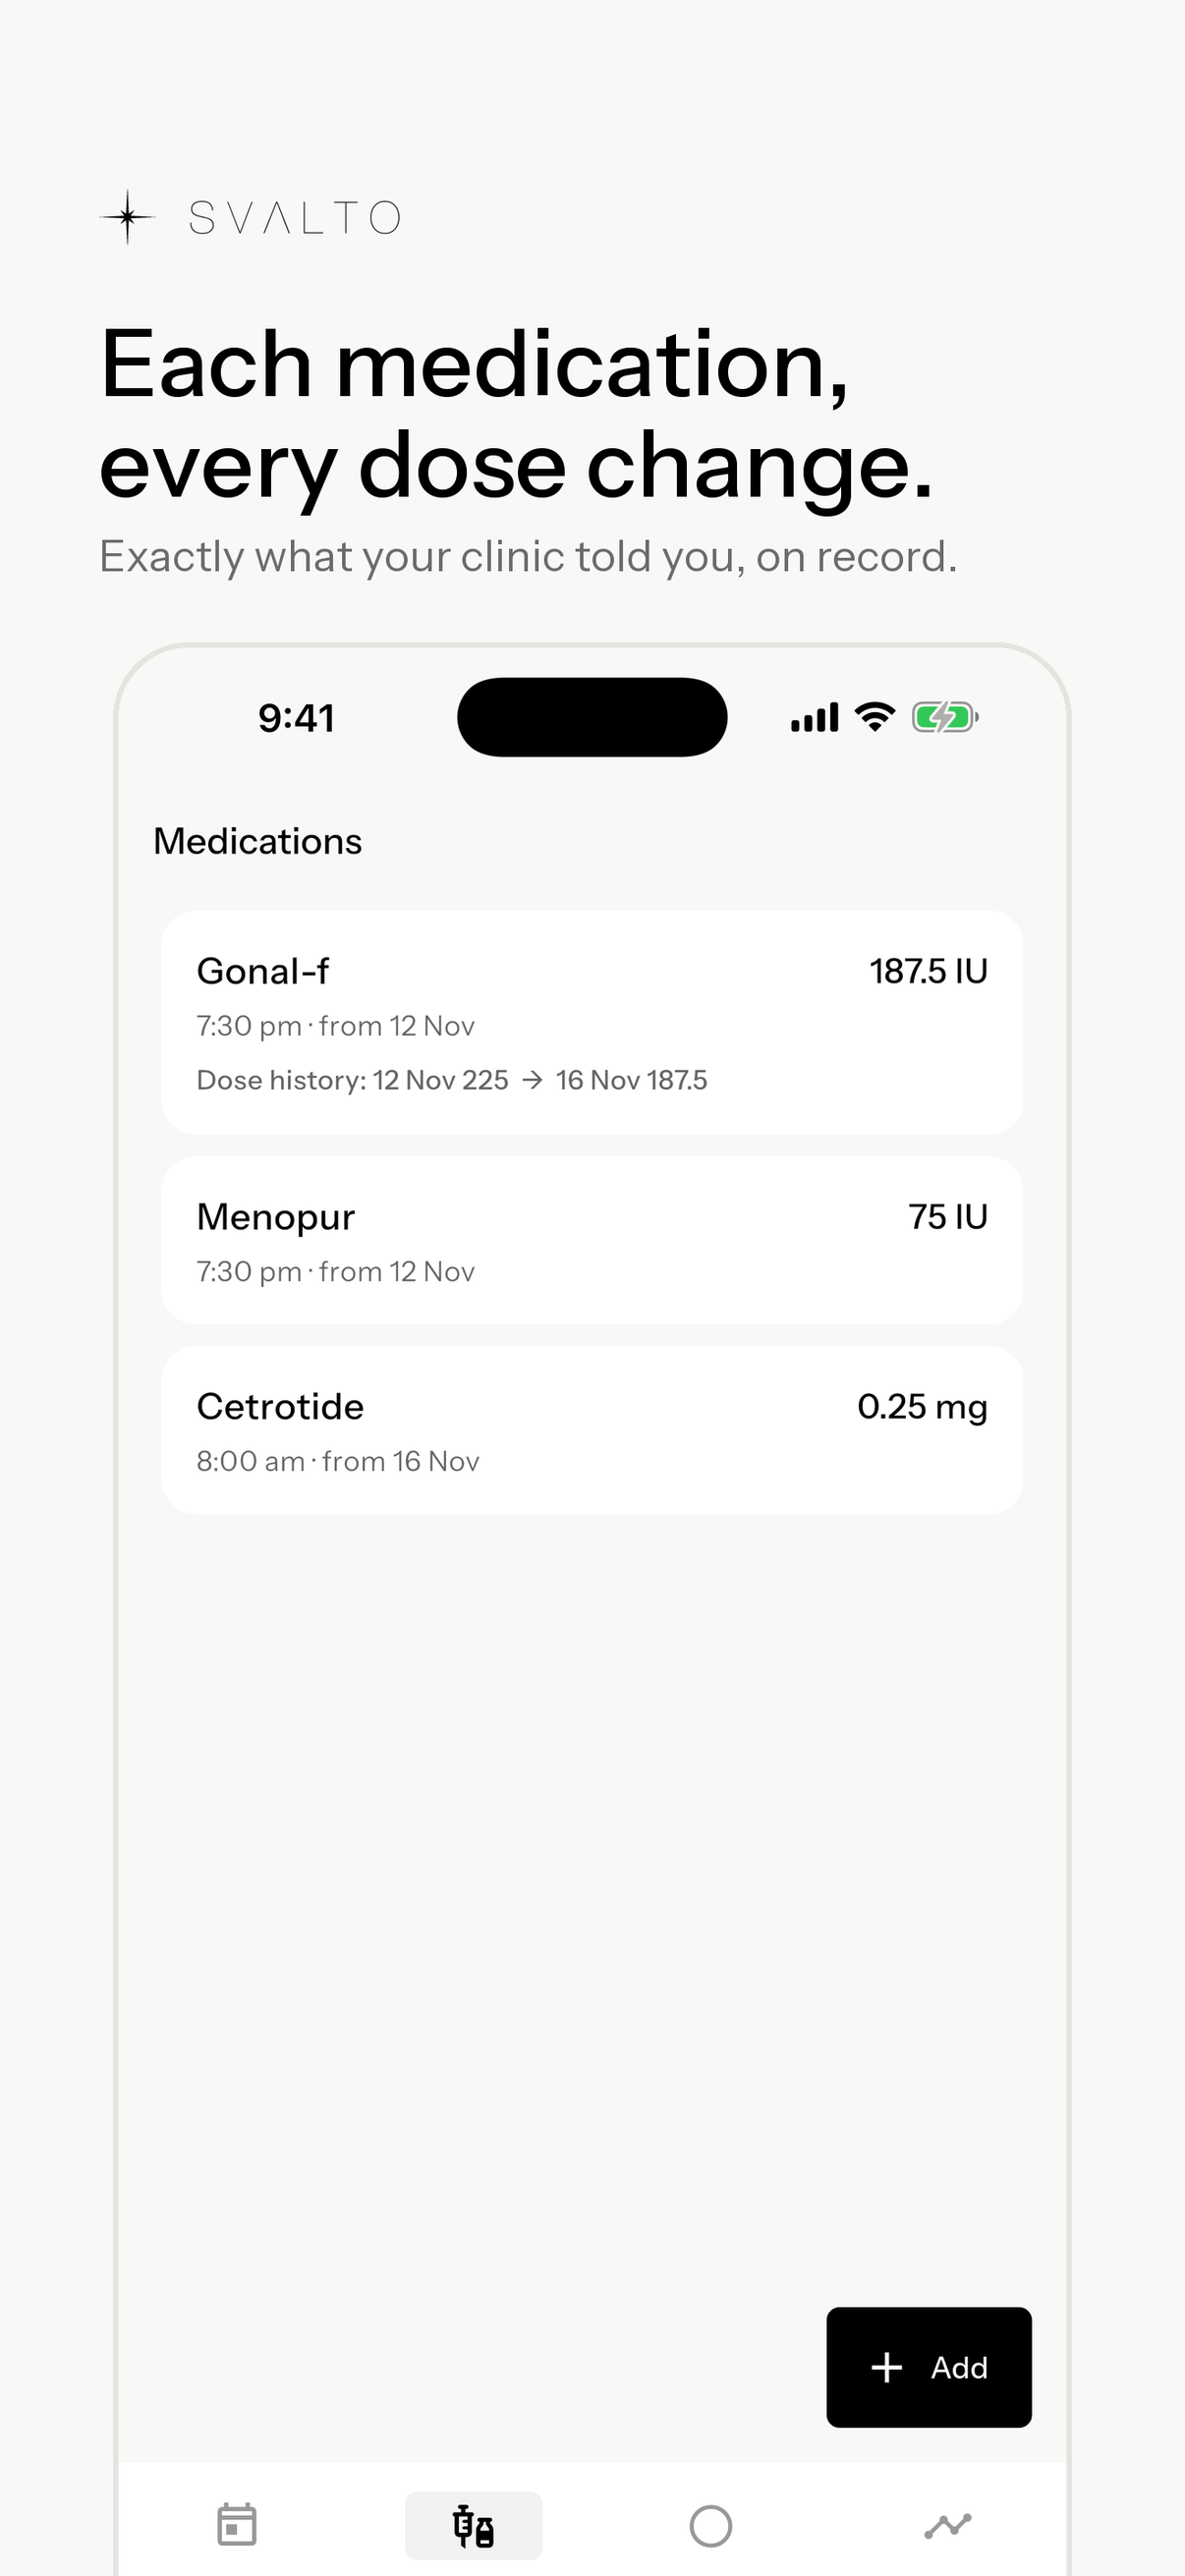 SVALTO
Each medication,
every dose change.
Exactly what your clinic told you, on record.
9:41
Medications
Gonal-f 187.5 IU
7:30 pm · from 12 Nov
Dose history: 12 Nov 225 → 16 Nov 187.5
Menopur 75 IU
7:30 pm · from 12 Nov
Cetrotide 0.25 mg
8:00 am · from 16 Nov
+ Add